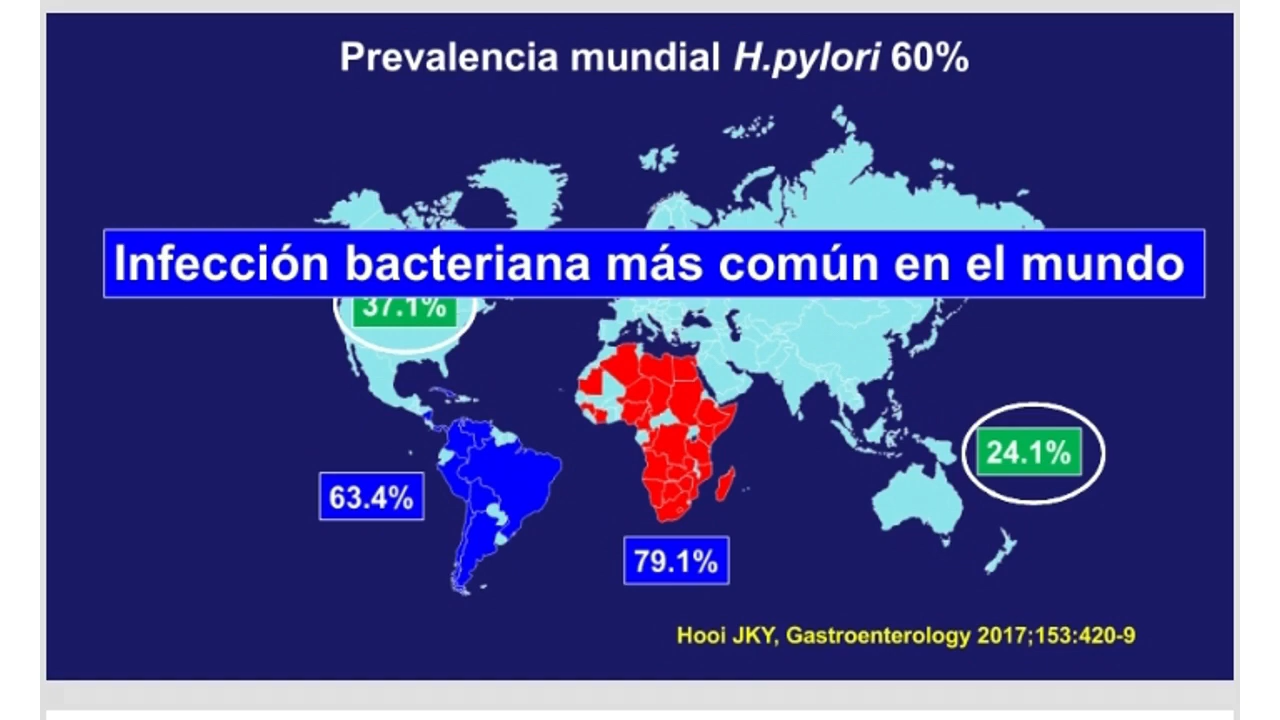 Prevalencia mundial H.pylori 60%
Infección bacteriana más común en el mundo
37.1%
24.1%
63.4%
79.1%
Hooi JKY, Gastroenterology 2017;153:420-9